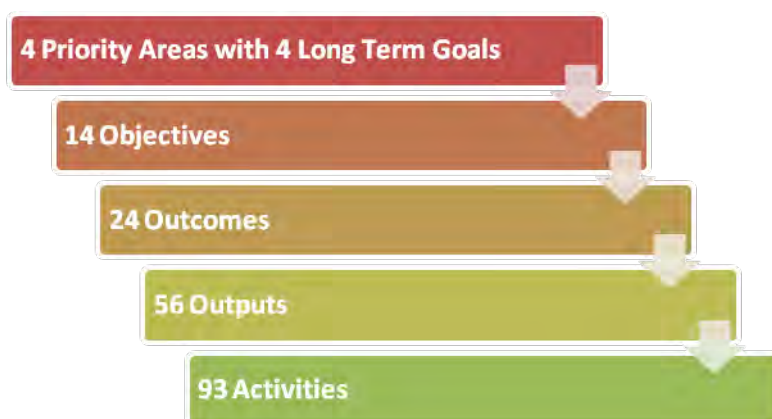 4 Priority Areas with 4 Long Term Goals
14 Objectives
24 Outcomes
56 Outputs
93 Activities